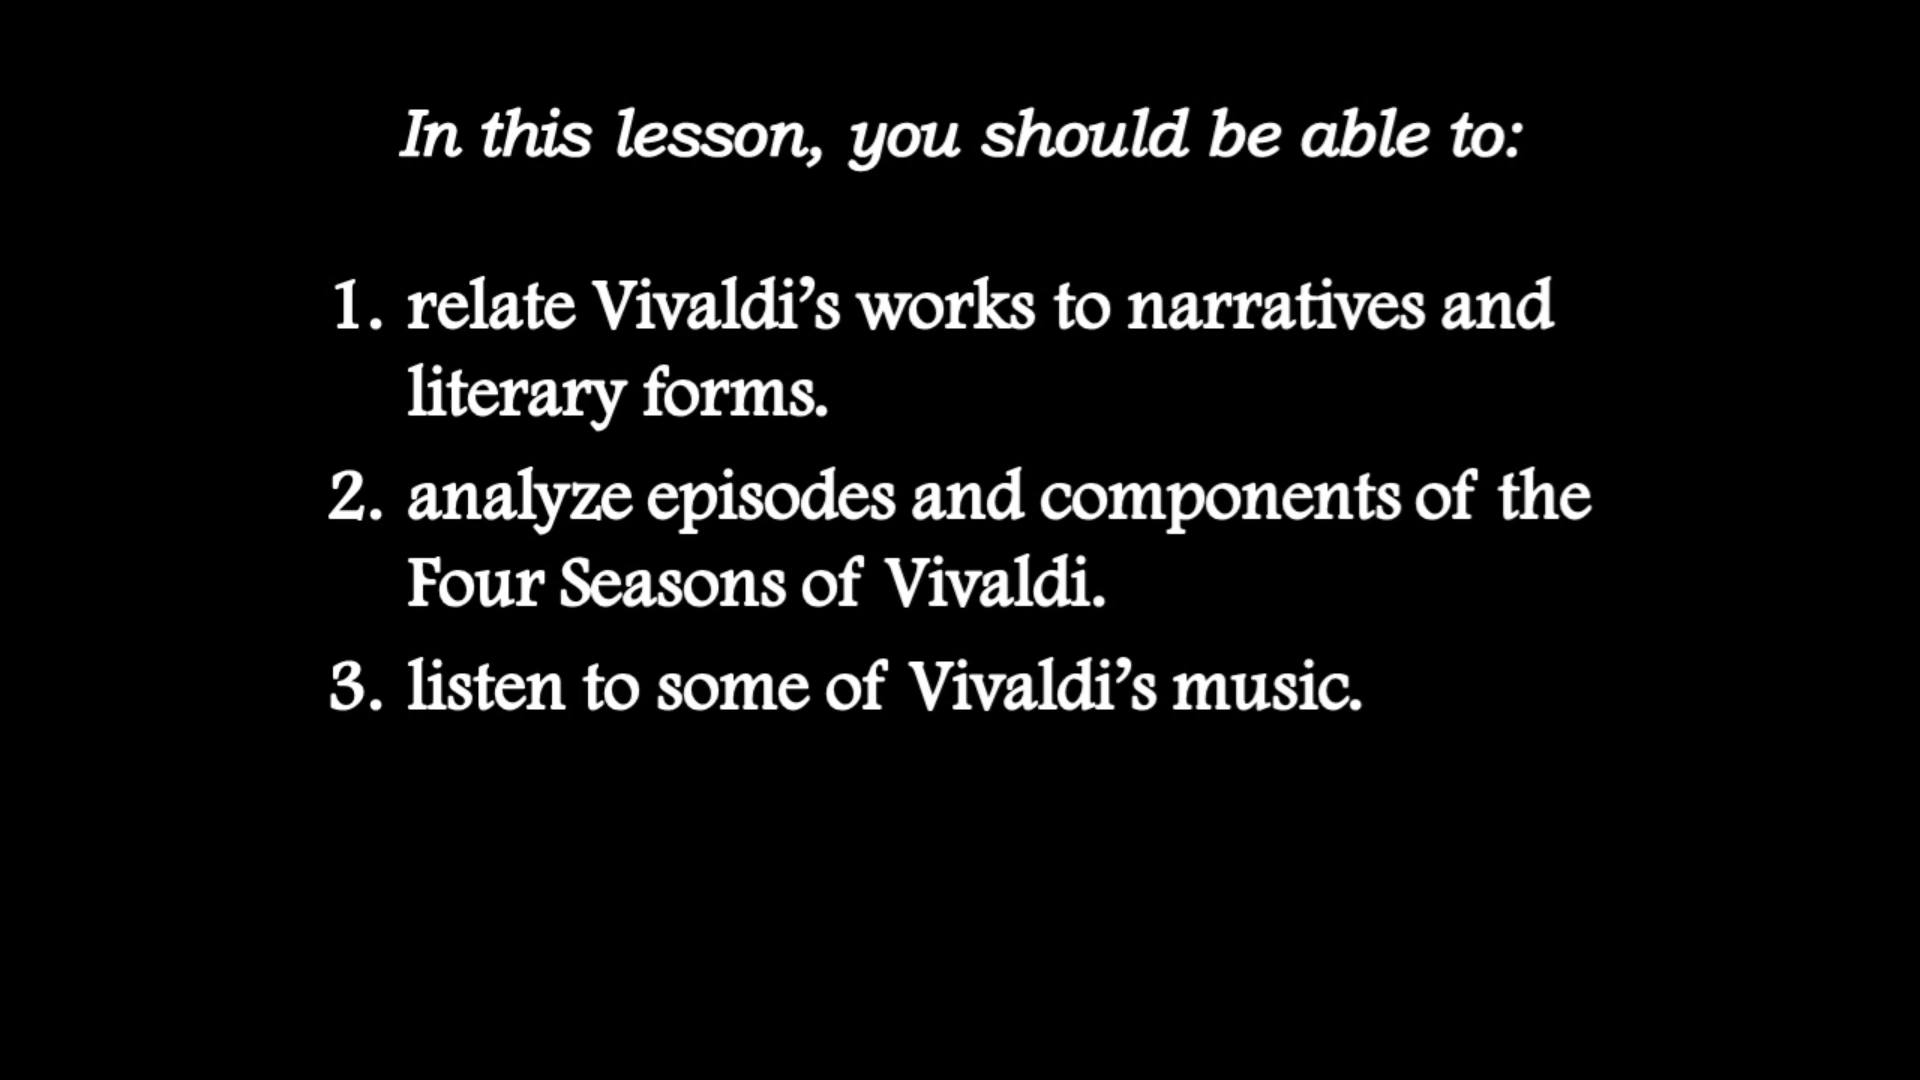 In this lesson, you should be able to:
1. relate Vivaldi’s works to narratives and
literary forms.
2. analyze episodes and components of the
Four Seasons of Vivaldi.
3. listen to some of Vivaldi’s music.